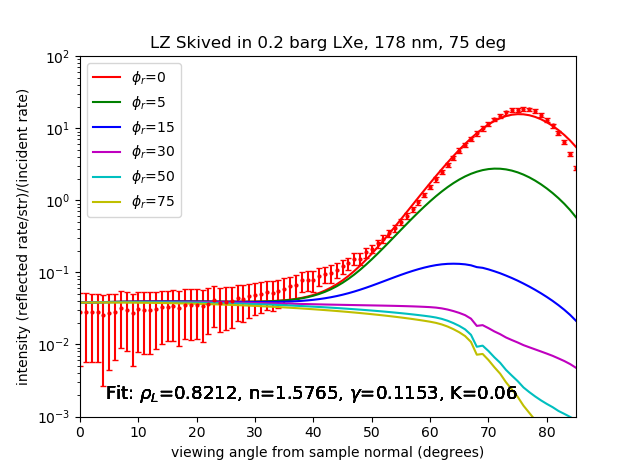 LZ Skived in 0.2 barg LXe, 178 nm, 75 deg
intensity (reflected rate/str)/(incident rate)
10²
10¹
10⁰
10⁻¹
10⁻²
10⁻³
ϕᵣ=0
ϕᵣ=5
ϕᵣ=15
ϕᵣ=30
ϕᵣ=50
ϕᵣ=75
Fit: ρ_L=0.8212, n=1.5765, γ=0.1153, K=0.06
0 10 20 30 40 50 60 70 80
viewing angle from sample normal (degrees)